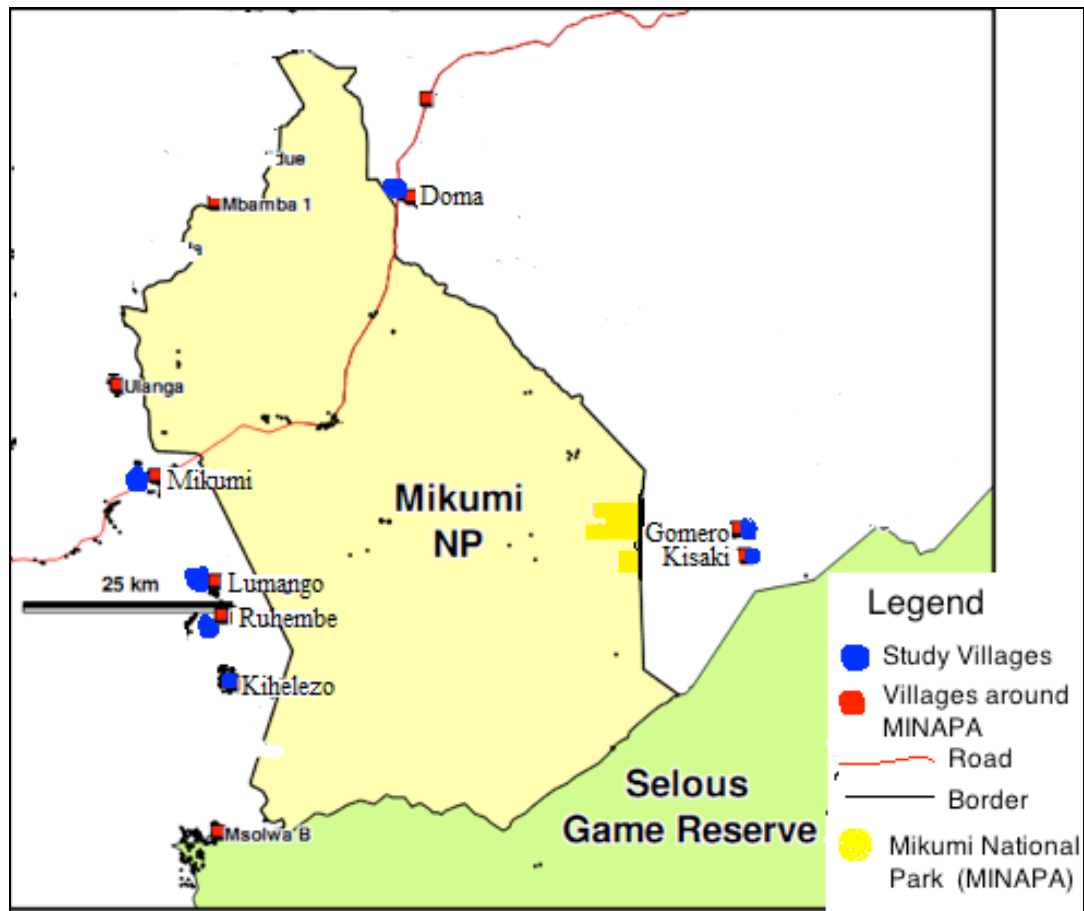 due
Mbamba 1
Doma
Ulanga
Mikumi
Mikumi
NP
Gomero
Kisaki
25 km
Lumango
Ruhembe
Kihelezo
Selous
Game Reserve
Msolwa B
Legend
Study Villages
Villages around
MINAPA
Road
Border
Mikumi National
Park (MINAPA)